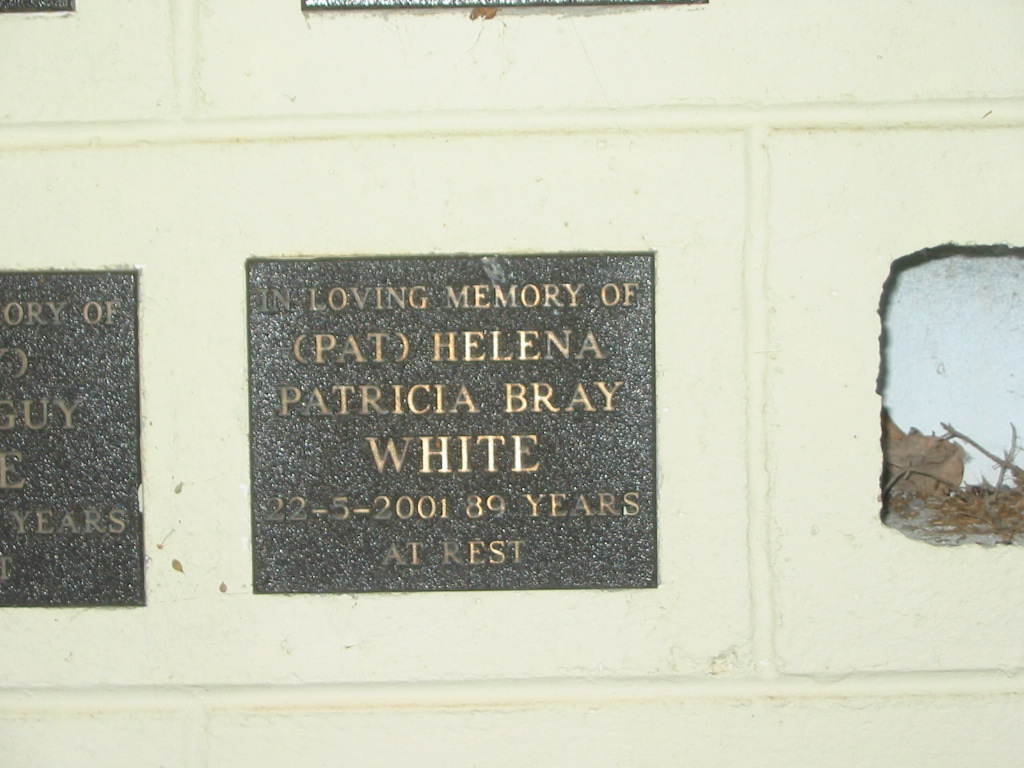 IN LOVING MEMORY OF
(PAT) HELENA
PATRICIA BRAY
WHITE
22-5-2001 89 YEARS
AT REST
OF
GUY
YEARS